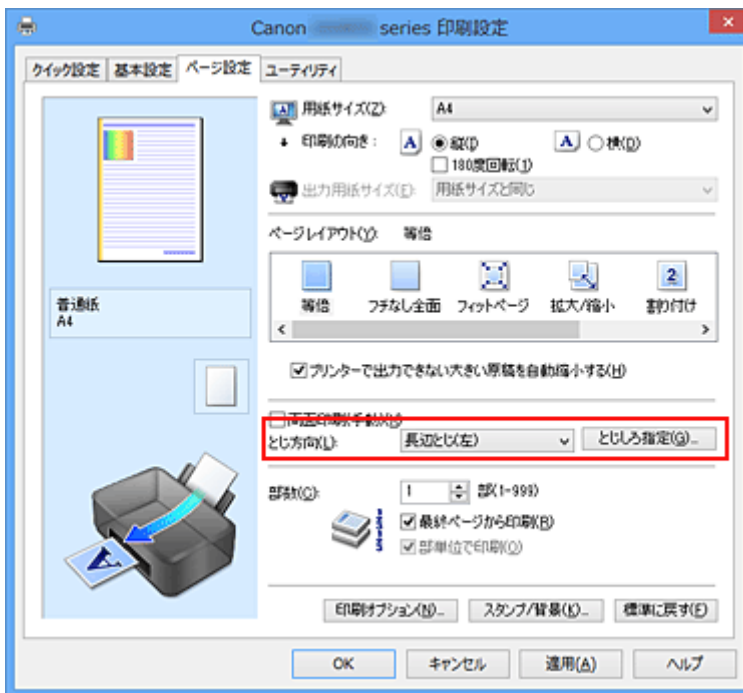 Canon series 印刷設定
クイック設定 基本設定 ページ設定 ユーティリティ
用紙サイズ(Z): A4
印刷の向き: A 縦(I) A 横(D)
180度回転(1)
出力用紙サイズ(E): 用紙サイズと同じ
ページレイアウト(Y): 等倍
等倍 フチなし全面 フィットページ 拡大/縮小 2 割り付け
普通紙
A4
プリンターで出力できない大きい原稿を自動縮小する(H)
両面印刷(手動)(V)
とじ方向(L): 長辺とじ(左) とじしろ指定(G)...
部数(C): 1 部(1-999)
最終ページから印刷(R)
部単位で印刷(O)
印刷オプション(N)... スタンプ/背景(K)... 標準に戻す(F)
OK キャンセル 適用(A) ヘルプ